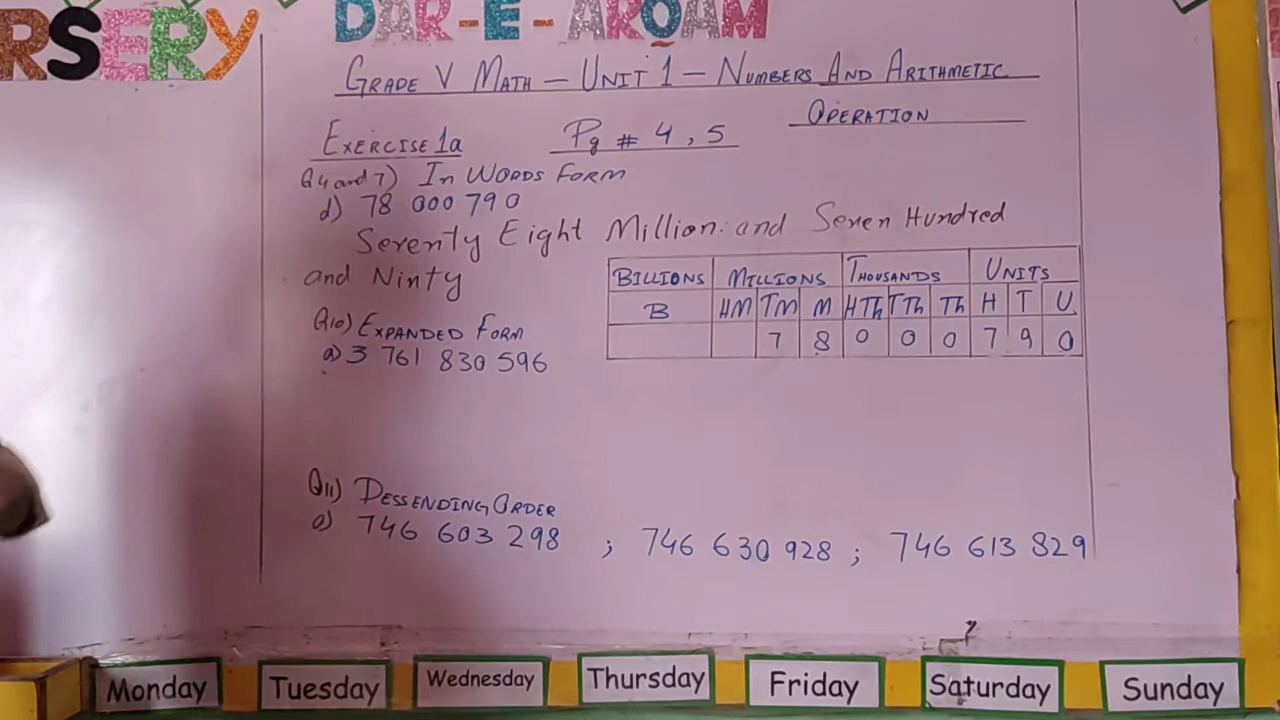 RSERY
DAR-E-ARQAM
GRADE V MATH – UNIT 1 – NUMBERS AND ARITHMETIC
OPERATION
EXERCISE 1a Pg # 4, 5
Q4 and 7) IN WORDS FORM
d) 78 000 790
Seventy Eight Million and Seven Hundred
and Ninty
BILLIONS MILLIONS THOUSANDS UNITS
B HM TM M HTh TTh Th H T U
7 8 0 0 0 7 9 0
Q10) EXPANDED FORM
a) 3 761 830 596
Q11) DESSENDING ORDER
a) 746 603 298 ; 746 630 928 ; 746 613 829
Monday Tuesday Wednesday Thursday Friday Saturday Sunday